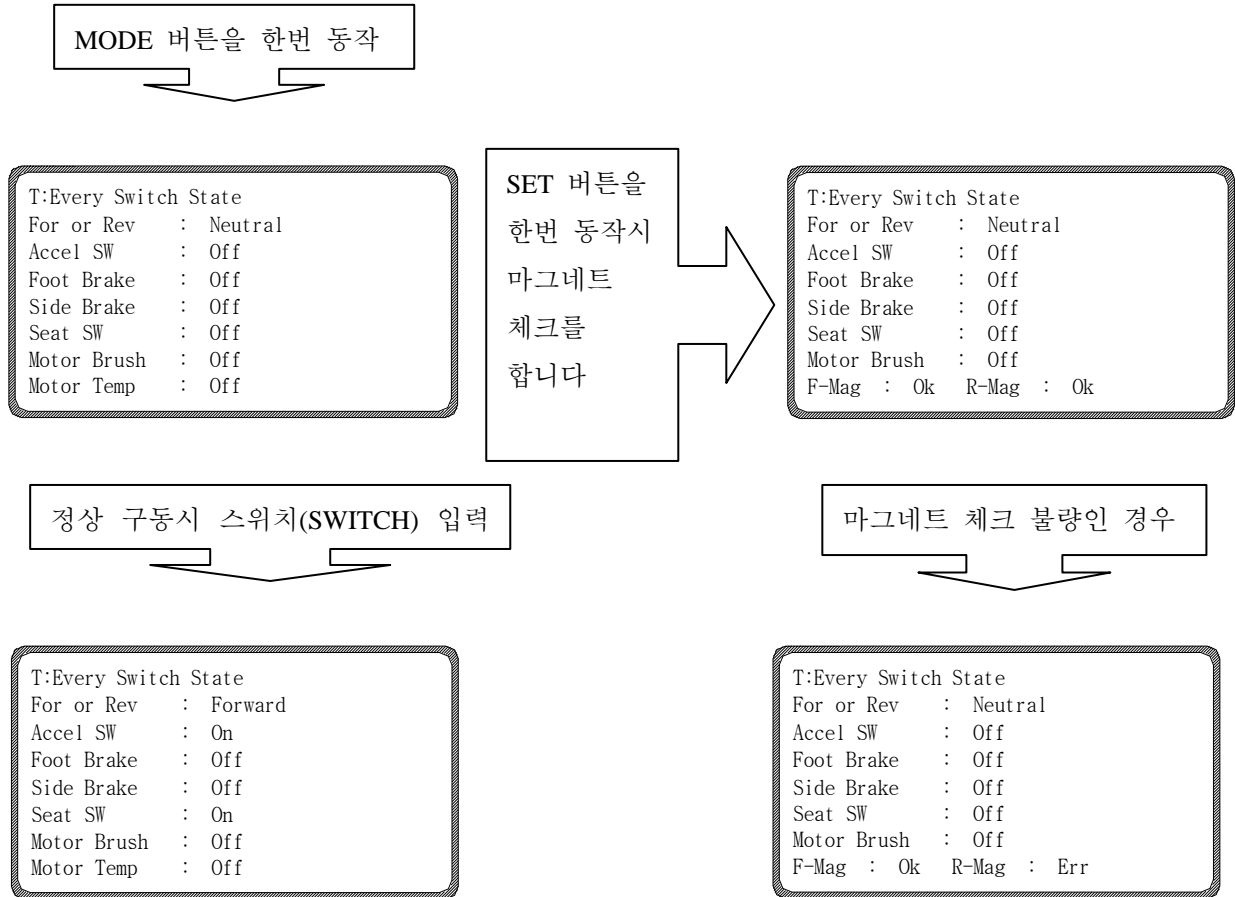 MODE 버튼을 한번 동작
T:Every Switch State
For or Rev : Neutral
Accel SW : Off
Foot Brake : Off
Side Brake : Off
Seat SW : Off
Motor Brush : Off
Motor Temp : Off
SET 버튼을
한번 동작시
마그네트
체크를
합니다
T:Every Switch State
For or Rev : Neutral
Accel SW : Off
Foot Brake : Off
Side Brake : Off
Seat SW : Off
Motor Brush : Off
F-Mag : Ok R-Mag : Ok
정상 구동시 스위치(SWITCH) 입력
T:Every Switch State
For or Rev : Forward
Accel SW : On
Foot Brake : Off
Side Brake : Off
Seat SW : On
Motor Brush : Off
Motor Temp : Off
마그네트 체크 불량인 경우
T:Every Switch State
For or Rev : Neutral
Accel SW : Off
Foot Brake : Off
Side Brake : Off
Seat SW : Off
Motor Brush : Off
F-Mag : Ok R-Mag : Err